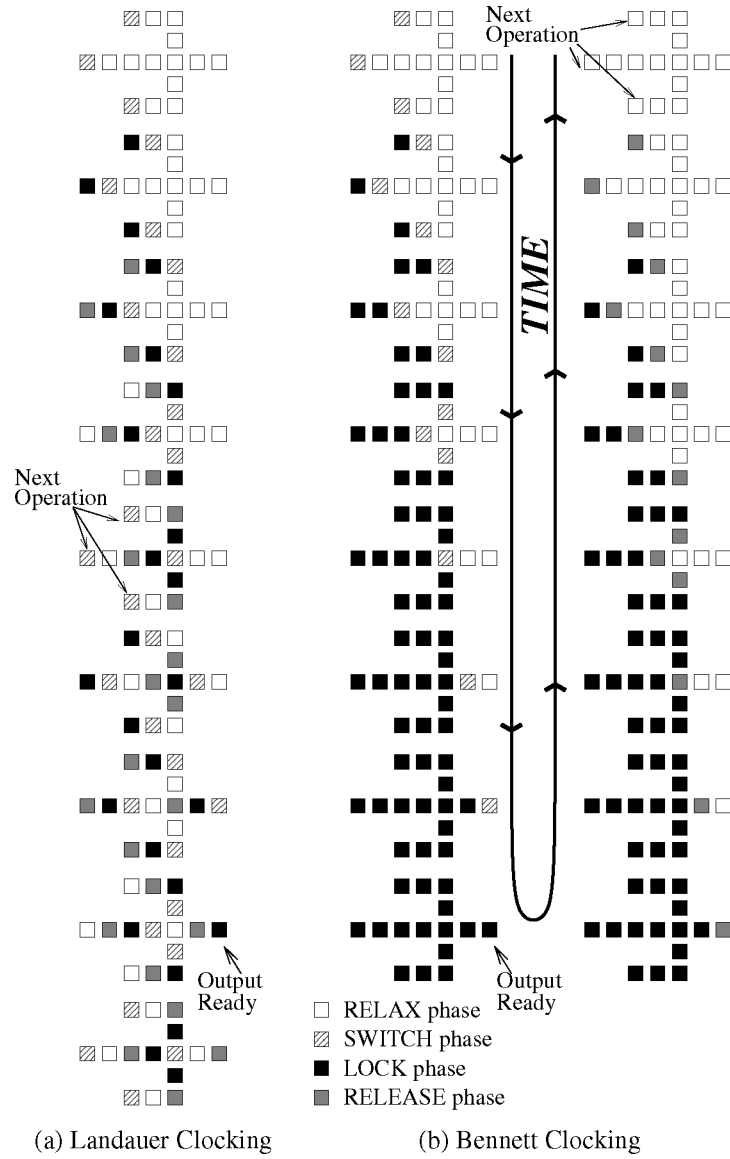 Next
Operation
TIME
Next
Operation
Output
Ready
Output
Ready
RELAX phase
SWITCH phase
LOCK phase
RELEASE phase
(a) Landauer Clocking
(b) Bennett Clocking